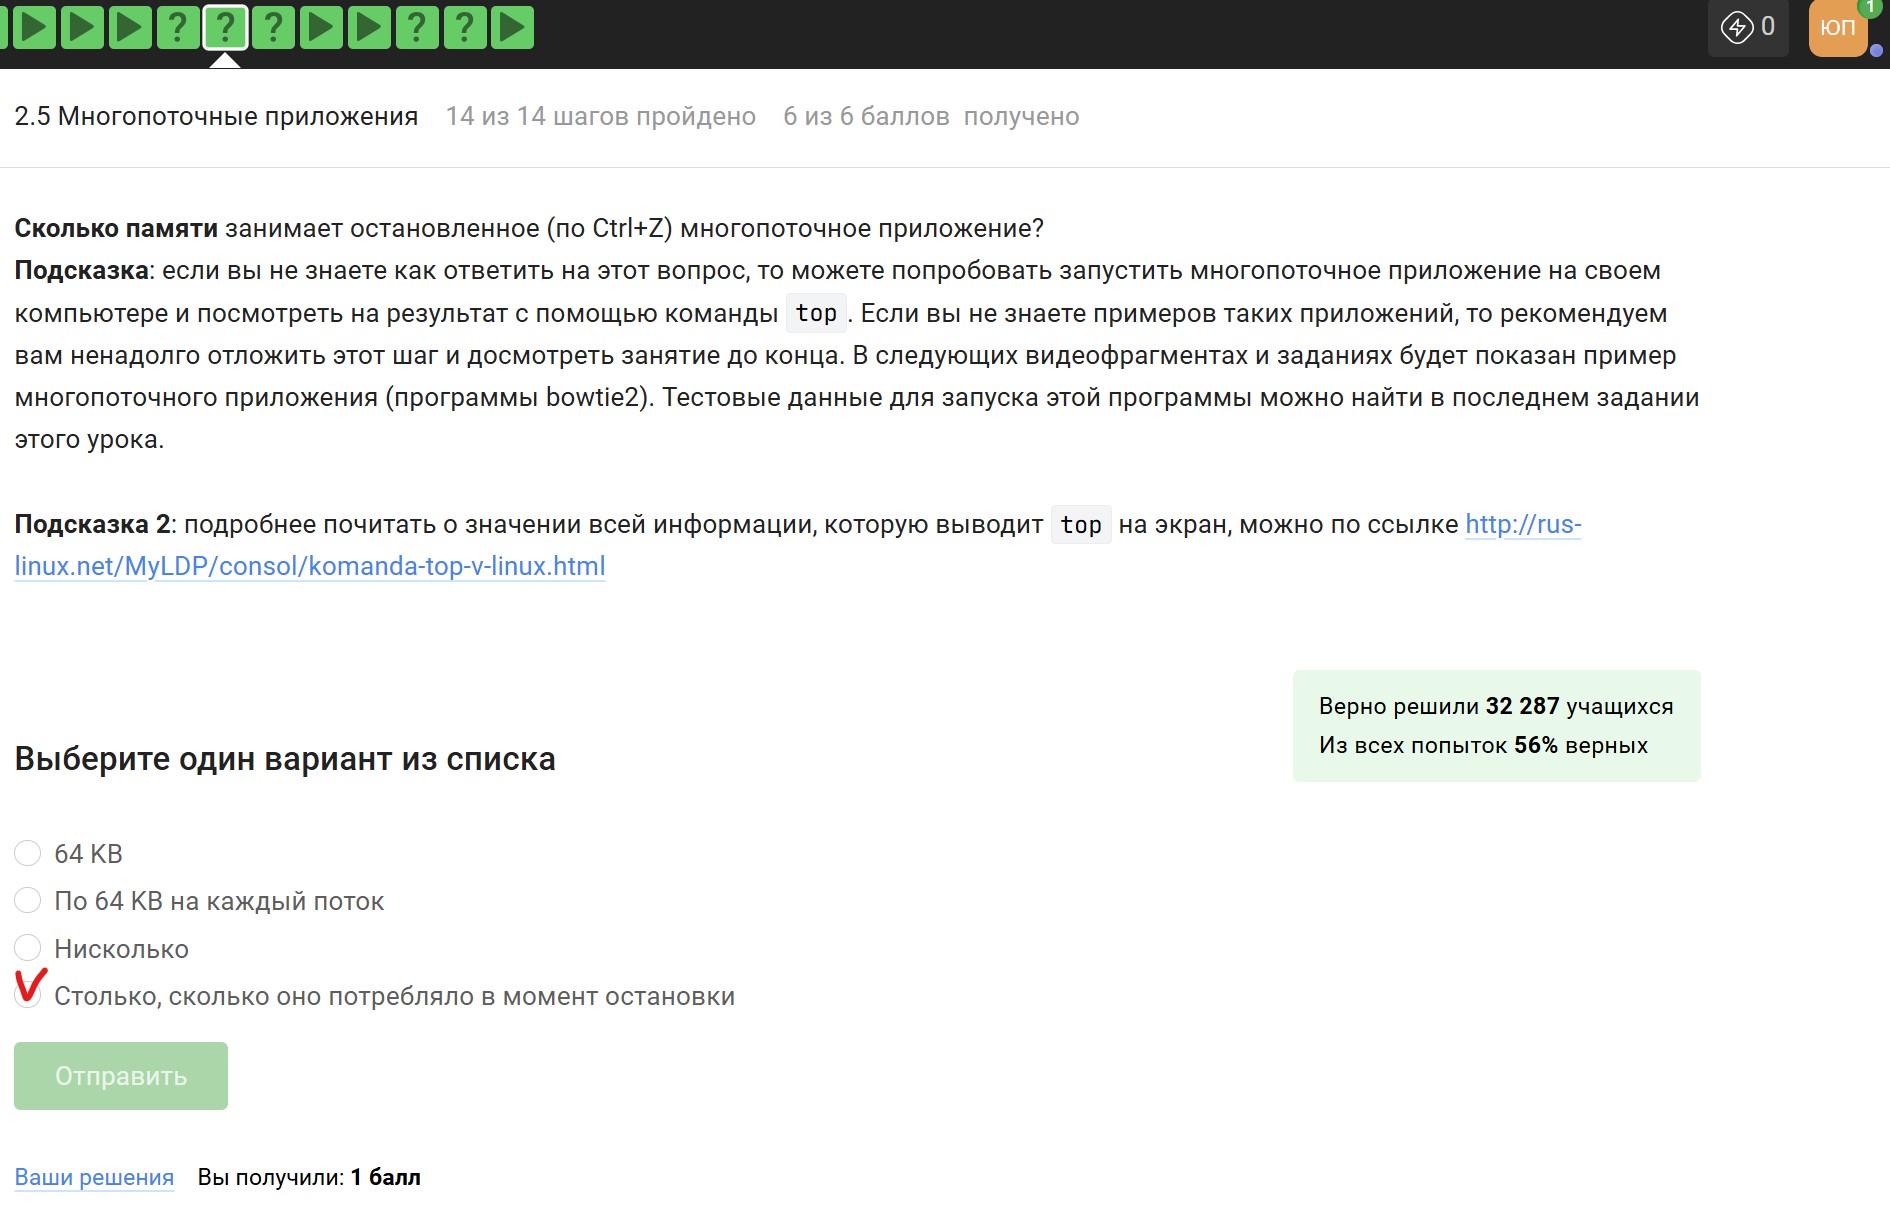 ? ? ? ? ?
0
ЮП
1
2.5 Многопоточные приложения 14 из 14 шагов пройдено 6 из 6 баллов получено
Сколько памяти занимает остановленное (по Ctrl+Z) многопоточное приложение?
Подсказка: если вы не знаете как ответить на этот вопрос, то можете попробовать запустить многопоточное приложение на своем
компьютере и посмотреть на результат с помощью команды top . Если вы не знаете примеров таких приложений, то рекомендуем
вам ненадолго отложить этот шаг и досмотреть занятие до конца. В следующих видеофрагментах и заданиях будет показан пример
многопоточного приложения (программы bowtie2). Тестовые данные для запуска этой программы можно найти в последнем задании
этого урока.
Подсказка 2: подробнее почитать о значении всей информации, которую выводит top на экран, можно по ссылке http://rus-
linux.net/MyLDP/consol/komanda-top-v-linux.html
Верно решили 32 287 учащихся
Из всех попыток 56% верных
Выберите один вариант из списка
64 KB
По 64 KB на каждый поток
Нисколько
Столько, сколько оно потребляло в момент остановки
Отправить
Ваши решения Вы получили: 1 балл